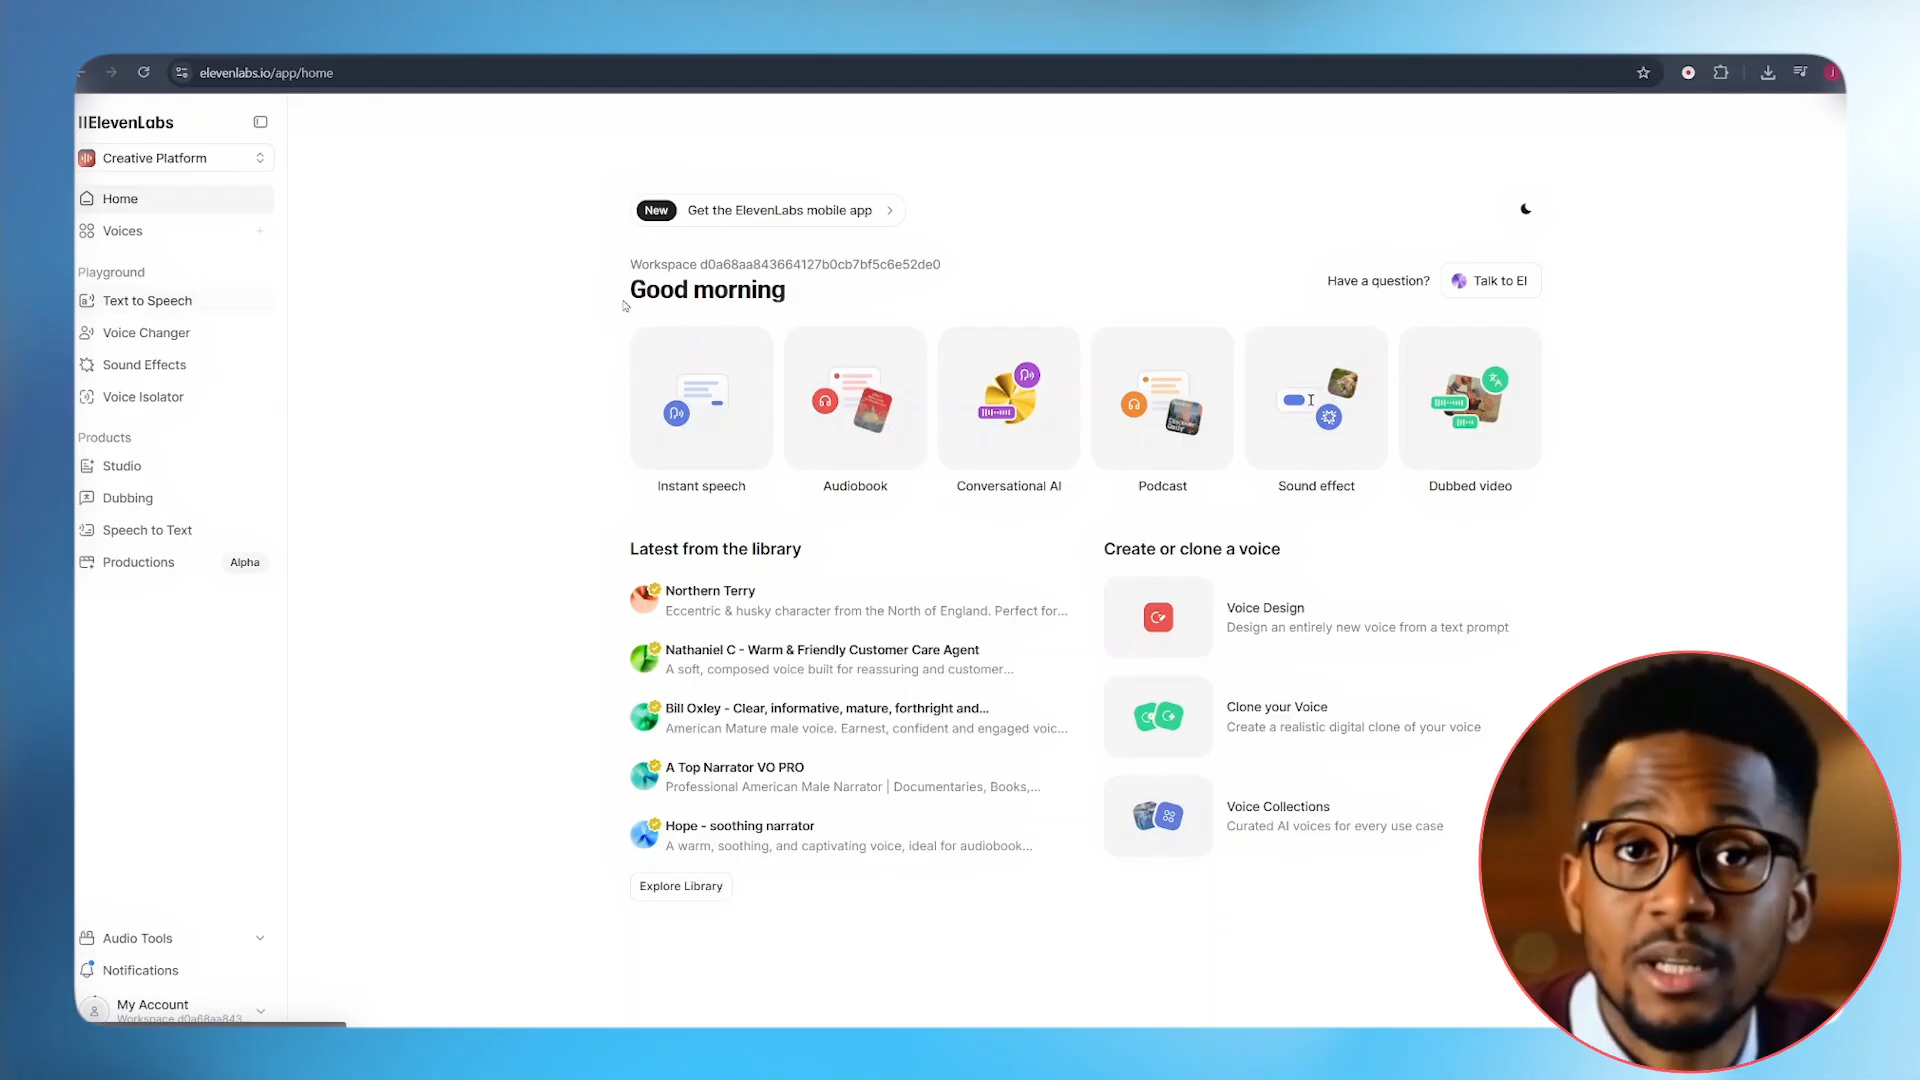 elevenlabs.io/app/home
J
IIElevenLabs
Creative Platform
Home
Voices
Playground
Text to Speech
Voice Changer
Sound Effects
Voice Isolator
Products
Studio
Dubbing
Speech to Text
Productions
Alpha
Audio Tools
Notifications
My Account
Workspace d0a68aa843...
New Get the ElevenLabs mobile app
Workspace d0a68aa843664127b0cb7bf5c6e52de0
Good morning
Have a question?
Talk to El
Instant speech
Audiobook
Conversational AI
Podcast
Sound effect
Dubbed video
Latest from the library
Northern Terry
Eccentric & husky character from the North of England. Perfect for...
Nathaniel C - Warm & Friendly Customer Care Agent
A soft, composed voice built for reassuring and customer...
Bill Oxley - Clear, informative, mature, forthright and...
American Mature male voice. Earnest, confident and engaged voic...
A Top Narrator VO PRO
Professional American Male Narrator | Documentaries, Books,...
Hope - soothing narrator
A warm, soothing, and captivating voice, ideal for audiobook...
Explore Library
Create or clone a voice
Voice Design
Design an entirely new voice from a text prompt
Clone your Voice
Create a realistic digital clone of your voice
Voice Collections
Curated AI voices for every use case